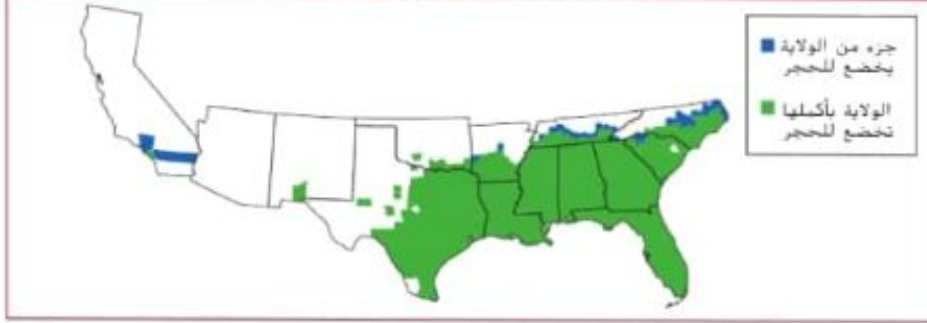 جزء من الولاية
يخضع للحجر
الولاية بأكملها
تخضع للحجر